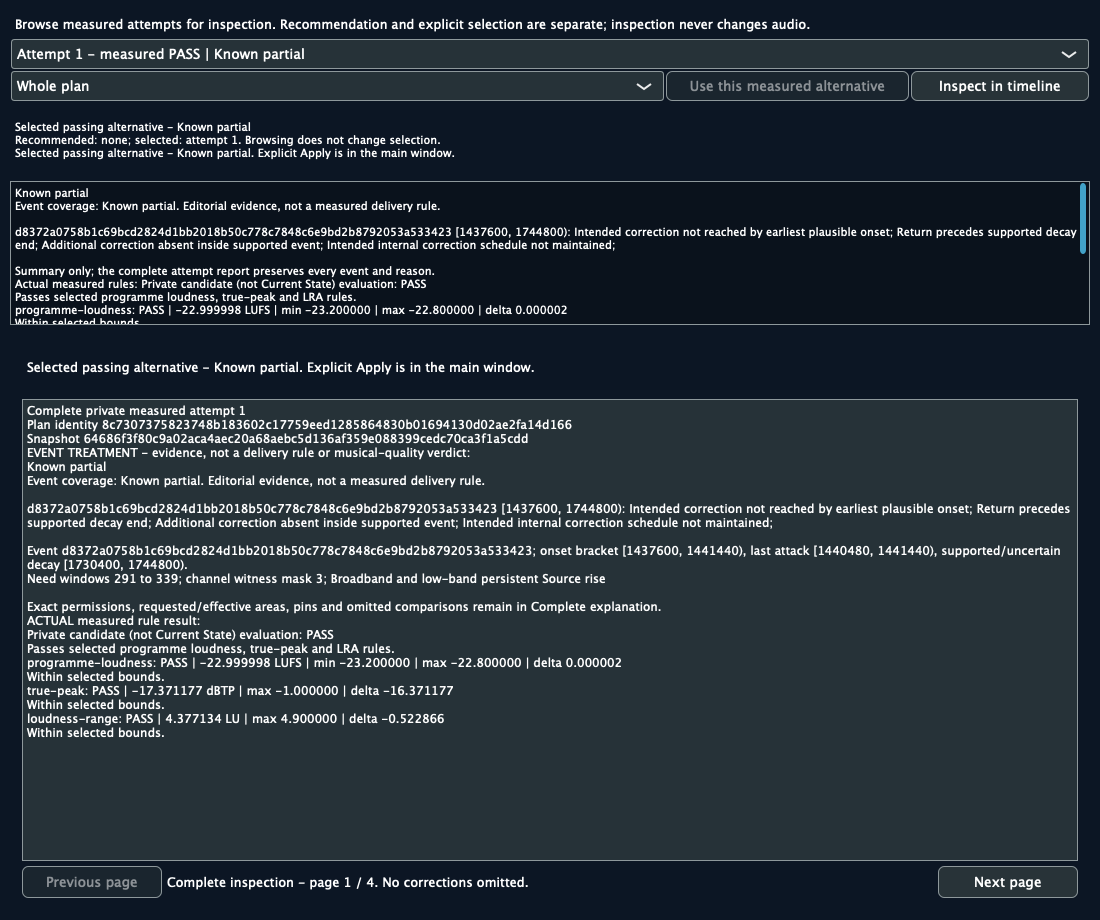 Browse measured attempts for inspection. Recommendation and explicit selection are separate; inspection never changes audio.
Attempt 1 – measured PASS | Known partial
Whole plan
Use this measured alternative
Inspect in timeline
Selected passing alternative – Known partial
Recommended: none; selected: attempt 1. Browsing does not change selection.
Selected passing alternative – Known partial. Explicit Apply is in the main window.
Known partial
Event coverage: Known partial. Editorial evidence, not a measured delivery rule.
d8372a0758b1c69bcd2824d1bb2018b50c778c7848c6e9bd2b8792053a533423 [1437600, 1744800): Intended correction not reached by earliest plausible onset; Return precedes supported decay
end; Additional correction absent inside supported event; Intended internal correction schedule not maintained;
Summary only; the complete attempt report preserves every event and reason.
Actual measured rules: Private candidate (not Current State) evaluation: PASS
Passes selected programme loudness, true-peak and LRA rules.
programme-loudness: PASS | -22.999998 LUFS | min -23.200000 | max -22.800000 | delta 0.000002
Within selected bounds.
Selected passing alternative – Known partial. Explicit Apply is in the main window.
Complete private measured attempt 1
Plan identity 8c7307375823748b183602c17759eed1285864830b01694130d02ae2fa14d166
Snapshot 64686f3f80c9a02aca4aec20a68aebc5d136af359e088399cedc70ca3f1a5cdd
EVENT TREATMENT – evidence, not a delivery rule or musical-quality verdict:
Known partial
Event coverage: Known partial. Editorial evidence, not a measured delivery rule.
d8372a0758b1c69bcd2824d1bb2018b50c778c7848c6e9bd2b8792053a533423 [1437600, 1744800): Intended correction not reached by earliest plausible onset; Return precedes
supported decay end; Additional correction absent inside supported event; Intended internal correction schedule not maintained;
Event d8372a0758b1c69bcd2824d1bb2018b50c778c7848c6e9bd2b8792053a533423; onset bracket [1437600, 1441440), last attack [1440480, 1441440), supported/uncertain
decay [1730400, 1744800).
Need windows 291 to 339; channel witness mask 3; Broadband and low-band persistent Source rise
Exact permissions, requested/effective areas, pins and omitted comparisons remain in Complete explanation.
ACTUAL measured rule result:
Private candidate (not Current State) evaluation: PASS
Passes selected programme loudness, true-peak and LRA rules.
programme-loudness: PASS | -22.999998 LUFS | min -23.200000 | max -22.800000 | delta 0.000002
Within selected bounds.
true-peak: PASS | -17.371177 dBTP | max -1.000000 | delta -16.371177
Within selected bounds.
loudness-range: PASS | 4.377134 LU | max 4.900000 | delta -0.522866
Within selected bounds.
Previous page
Complete inspection – page 1 / 4. No corrections omitted.
Next page